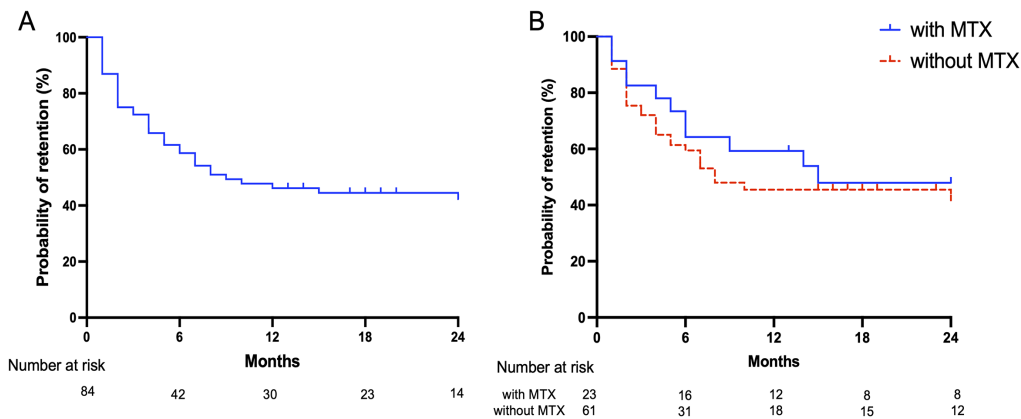 A
Probability of retention (%)
100
80
60
40
20
0
0 6 12 18 24
Months
Number at risk
84 42 30 23 14
B
with MTX
without MTX
Probability of retention (%)
100
80
60
40
20
0
0 6 12 18 24
Months
Number at risk
with MTX 23 16 12 8 8
without MTX 61 31 18 15 12